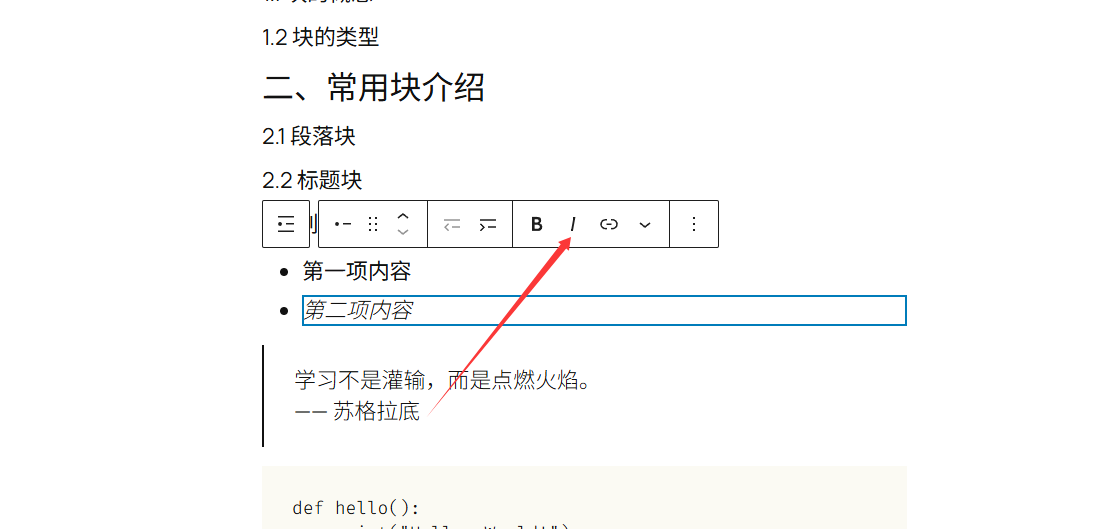 1.2 块的类型
二、常用块介绍
2.1 段落块
2.2 标题块
B I
第一项内容
第二项内容
学习不是灌输，而是点燃火焰。
—— 苏格拉底
def hello():